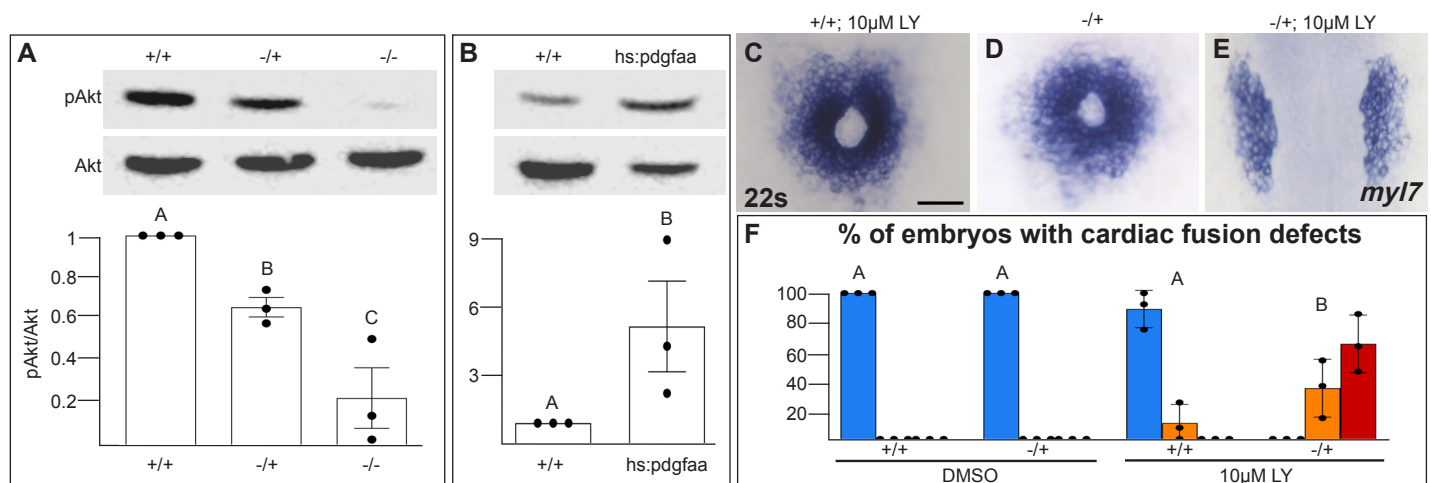 A
+/+ -/+ -/-
pAkt
Akt
pAkt/Akt
1
0.8
0.6
0.4
0.2
A
B
C
+/+ -/+ -/-
B
+/+ hs:pdgfaa
9
6
3
A
B
+/+ hs:pdgfaa
+/+; 10µM LY
C
22s
-/+
D
-/+; 10µM LY
E
myl7
F % of embryos with cardiac fusion defects
100
80
60
40
20
A A A B
+/+ -/+ +/+ -/+
DMSO 10µM LY